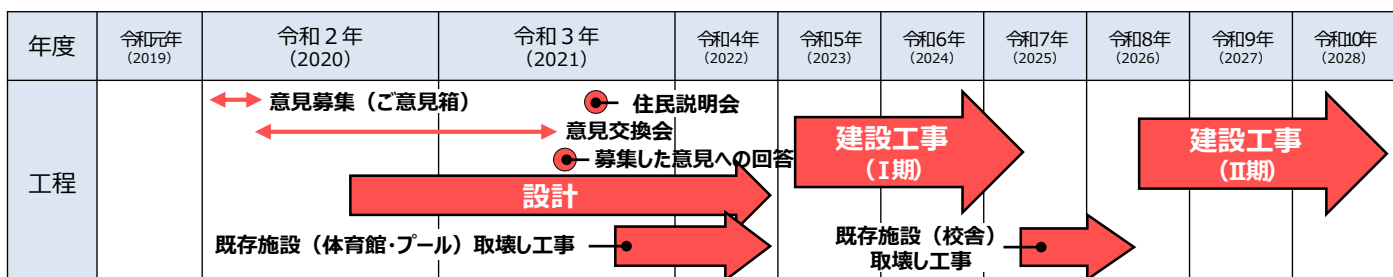 年度
令和元年
(2019)
令和２年
(2020)
令和３年
(2021)
令和4年
(2022)
令和5年
(2023)
令和6年
(2024)
令和7年
(2025)
令和8年
(2026)
令和9年
(2027)
令和10年
(2028)
工程
意見募集（ご意見箱）
住民説明会
意見交換会
募集した意見への回答
設計
既存施設（体育館・プール）取壊し工事
建設工事
（Ⅰ期）
既存施設（校舎）
取壊し工事
建設工事
（Ⅱ期）